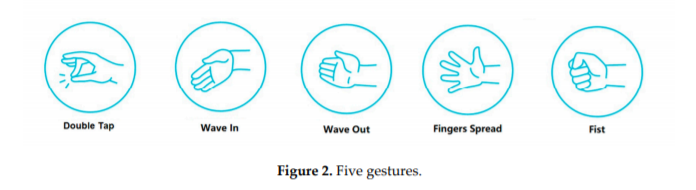 Double Tap
Wave In
Wave Out
Fingers Spread
Fist
Figure 2. Five gestures.